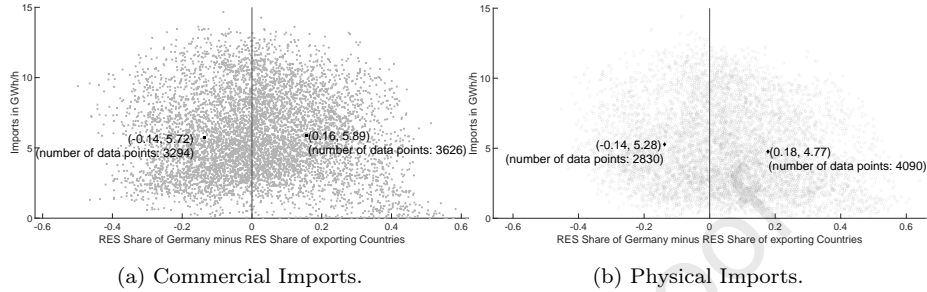 Imports in GWh/h
15
10
5
0
(-0.14, 5.72)
(number of data points: 3294)
(0.16, 5.89)
(number of data points: 3626)
-0.6 -0.4 -0.2 0 0.2 0.4 0.6
RES Share of Germany minus RES Share of exporting Countries
(a) Commercial Imports.
Imports in GWh/h
15
10
5
0
(-0.14, 5.28)
(number of data points: 2830)
(0.18, 4.77)
(number of data points: 4090)
-0.6 -0.4 -0.2 0 0.2 0.4 0.6
RES Share of Germany minus RES Share of exporting Countries
(b) Physical Imports.